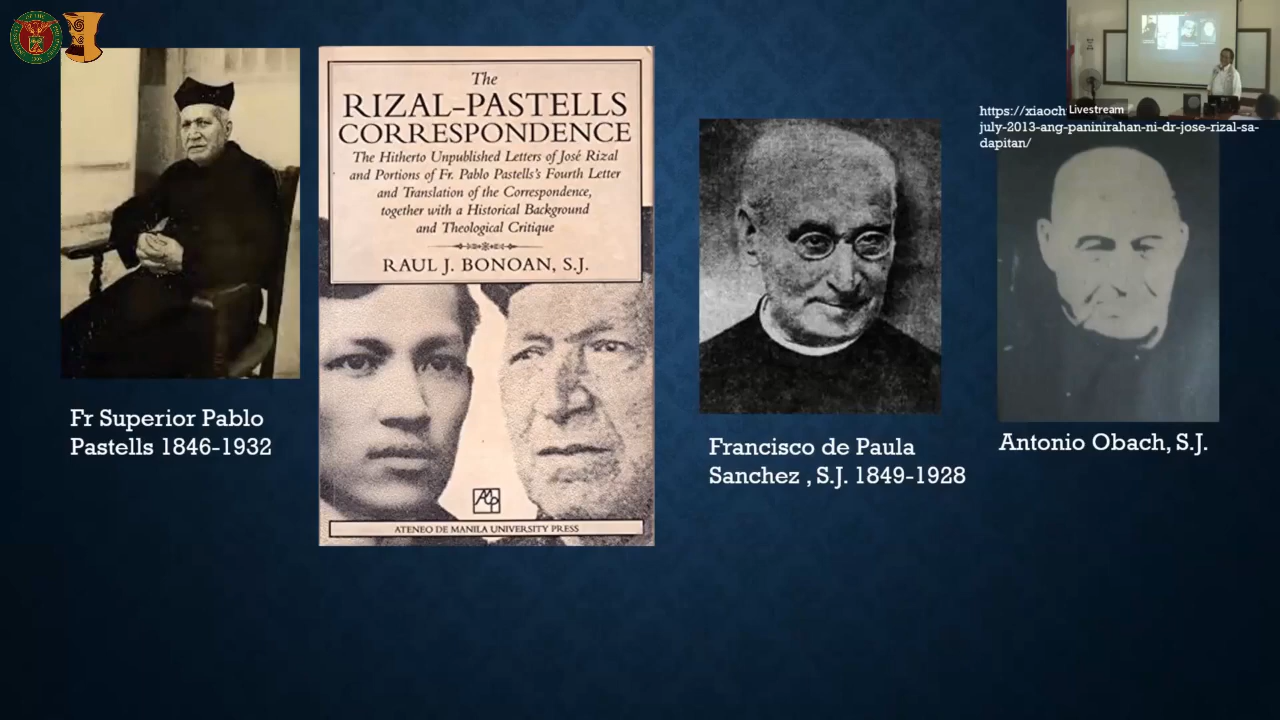 The
RIZAL-PASTELLS
CORRESPONDENCE
The Hitherto Unpublished Letters of José Rizal
and Portions of Fr. Pablo Pastells's Fourth Letter
and Translation of the Correspondence,
together with a Historical Background
and Theological Critique
RAUL J. BONOAN, S.J.
ATENEO DE MANILA UNIVERSITY PRESS
Fr Superior Pablo
Pastells 1846-1932
Francisco de Paula
Sanchez , S.J. 1849-1928
https://xiaoch
Livestream
july-2013-ang-paninirahan-ni-dr-jose-rizal-sa-
dapitan/
Antonio Obach, S.J.